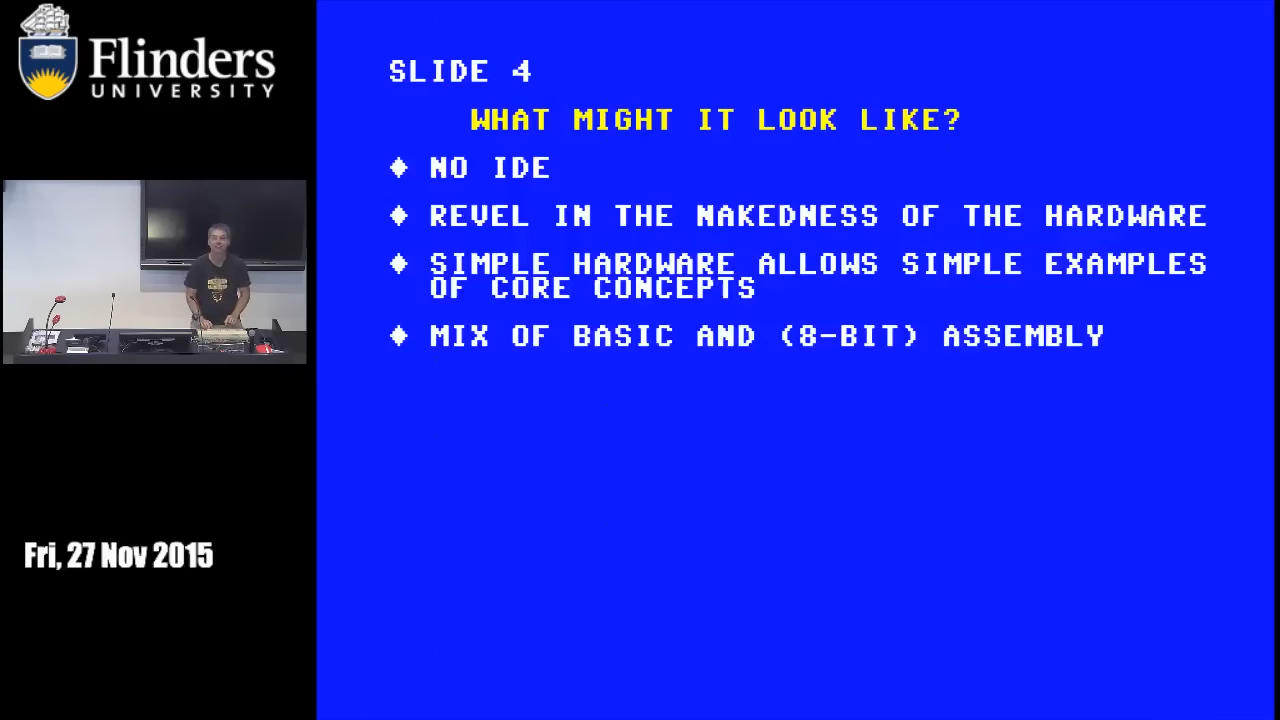 Flinders
UNIVERSITY
SLIDE 4
WHAT MIGHT IT LOOK LIKE?
♦ NO IDE
♦ REVEL IN THE NAKEDNESS OF THE HARDWARE
♦ SIMPLE HARDWARE ALLOWS SIMPLE EXAMPLES
OF CORE CONCEPTS
♦ MIX OF BASIC AND (8-BIT) ASSEMBLY
Fri, 27 Nov 2015